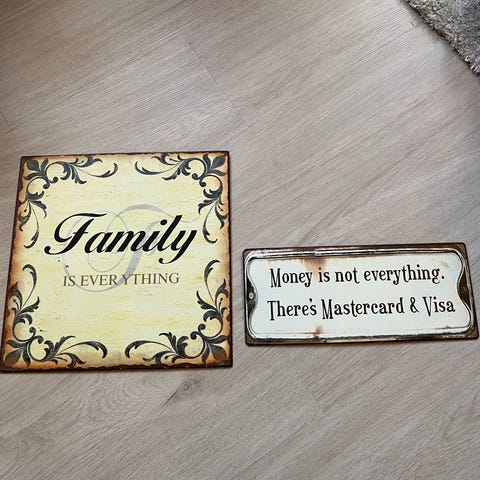 Family
IS EVERYTHING
Money is not everything.
There's Mastercard & Visa